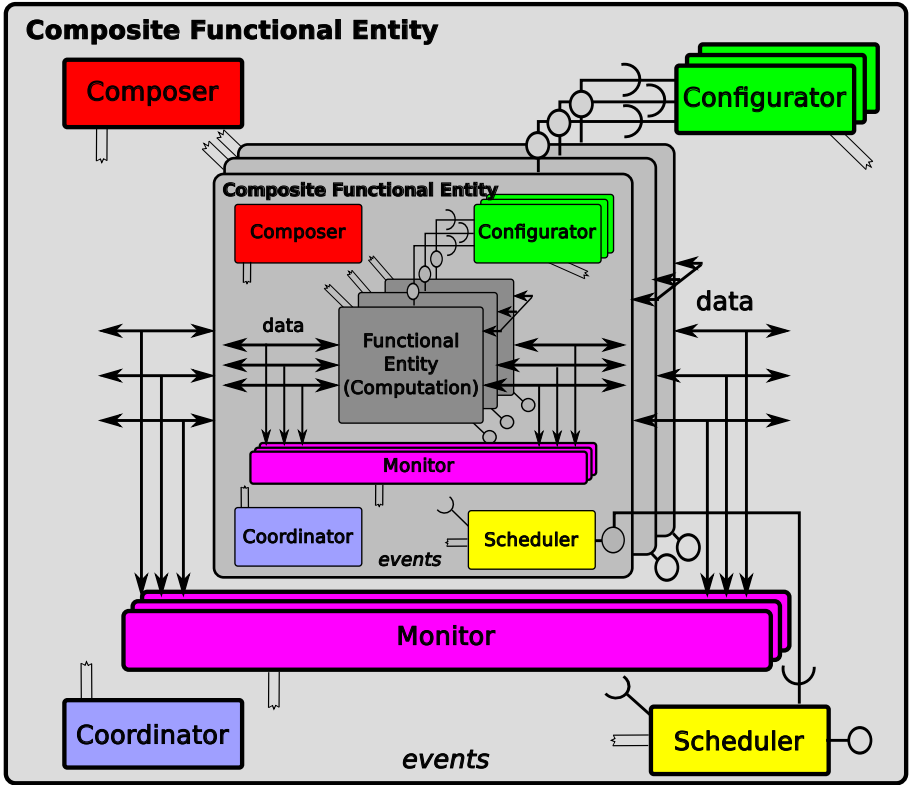 Composite Functional Entity
Composer
Configurator
Composite Functional Entity
Composer
Configurator
data
data
Functional
Entity
(Computation)
Monitor
Coordinator
Scheduler
events
Monitor
Coordinator
Scheduler
events